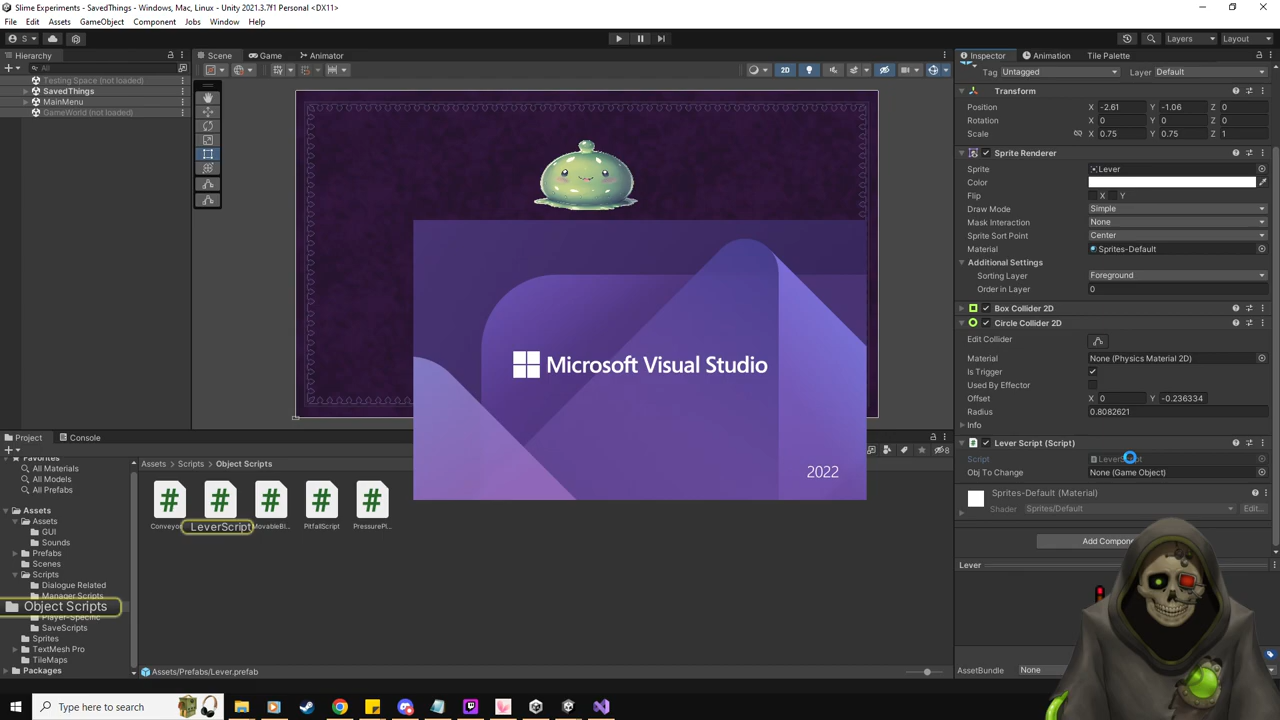 Slime Experiments - SavedThings - Windows, Mac, Linux - Unity 2021.3.7f1 Personal <DX11>
File Edit Assets GameObject Component Jobs Window Help
S Layers Layout
Hierarchy Scene Game Animator Inspector Animation Tile Palette
All 2D
Tag Untagged Layer Default
Testing Space (not loaded)
SavedThings
MainMenu
GameWorld (not loaded)
Transform
Position X -2.61 Y -1.06 Z 0
Rotation X 0 Y 0 Z 0
Scale X 0.75 Y 0.75 Z 1
Sprite Renderer
Sprite Lever
Color
Flip X Y
Draw Mode Simple
Mask Interaction None
Sprite Sort Point Center
Material Sprites-Default
Additional Settings
Sorting Layer Foreground
Order in Layer 0
Box Collider 2D
Circle Collider 2D
Edit Collider
Material None (Physics Material 2D)
Is Trigger
Used By Effector
Offset X 0 Y -0.236334
Radius 0.8082621
Info
Lever Script (Script)
Script
Obj To Change None (Game Object)
Sprites-Default (Material)
Shader Sprites/Default Edit...
Lever
AssetBundle None
Microsoft Visual Studio
2022
Project Console
8
Favorites
All Materials
All Models
All Prefabs
Assets
Assets
GUI
Sounds
Prefabs
Scenes
Scripts
Dialogue Related
Manager Scripts
Object Scripts
Player-Specific
SaveScripts
Sprites
TextMesh Pro
TileMaps
Packages
Assets > Scripts > Object Scripts
# # # # #
LeverScript PitfallScript PressurePl...
Assets/Prefabs/Lever.prefab
Type here to search